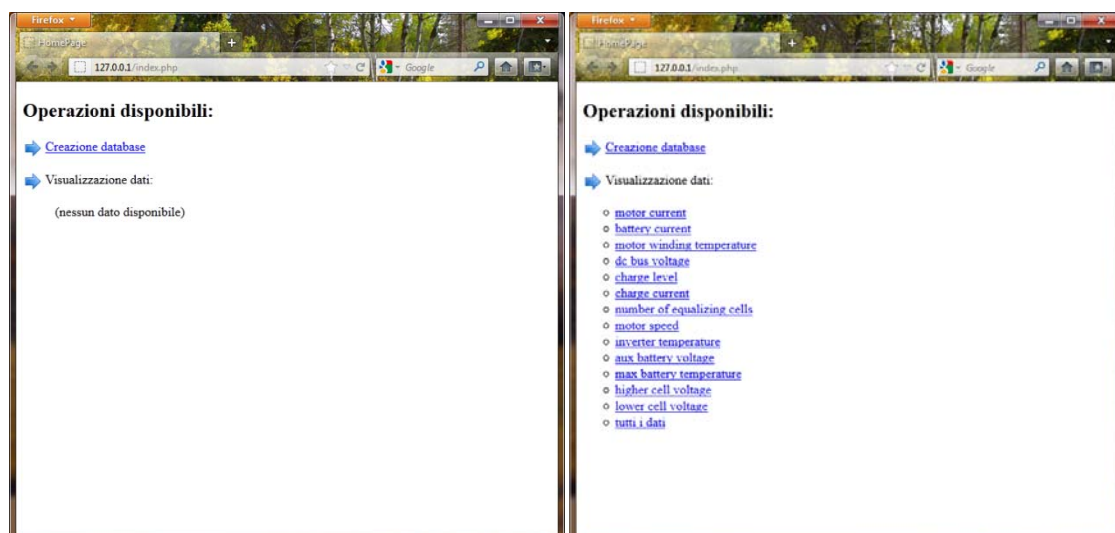 Firefox
HomePage
127.0.0.1/index.php
Google
Operazioni disponibili:
Creazione database
Visualizzazione dati:
(nessun dato disponibile)
Firefox
HomePage
127.0.0.1/index.php
Google
Operazioni disponibili:
Creazione database
Visualizzazione dati:
motor current
battery current
motor winding temperature
dc bus voltage
charge level
charge current
number of equalizing cells
motor speed
inverter temperature
aux battery voltage
max battery temperature
higher cell voltage
lower cell voltage
tutti i dati